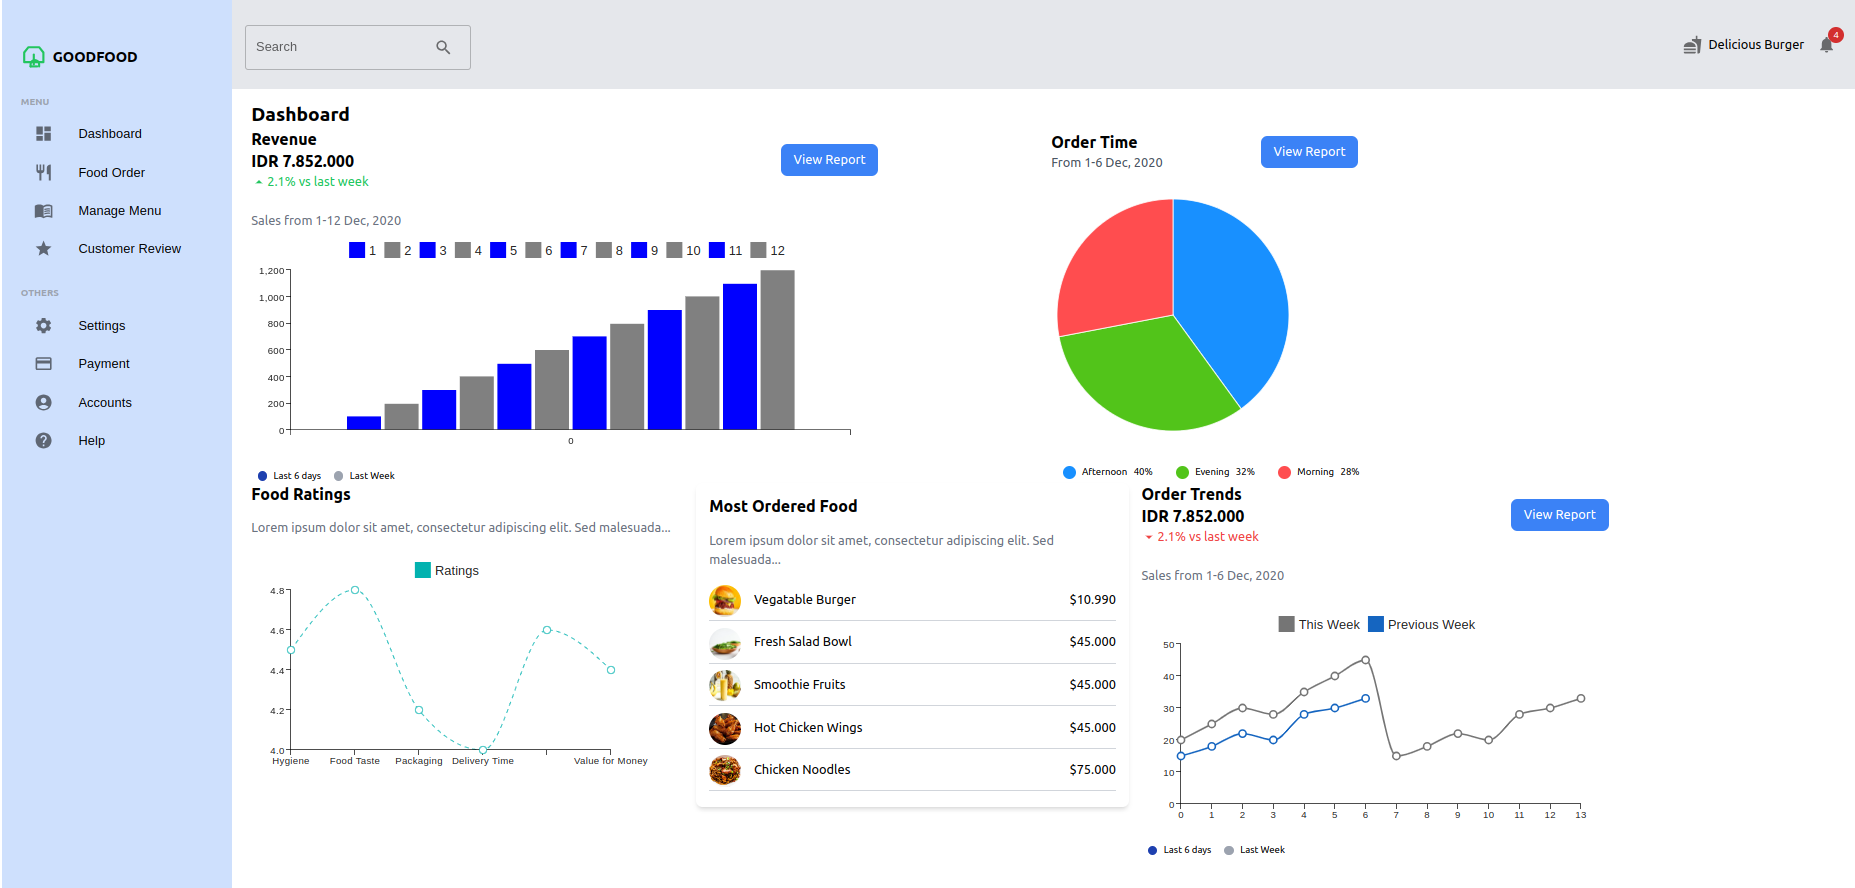 GOODFOOD
MENU
Dashboard
Food Order
Manage Menu
Customer Review
OTHERS
Settings
Payment
Accounts
Help
Search
Delicious Burger
4
Dashboard
Revenue
IDR 7.852.000
2.1% vs last week
View Report
Sales from 1-12 Dec, 2020
1 2 3 4 5 6 7 8 9 10 11 12
1,200
1,000
800
600
400
200
0
0
Last 6 days Last Week
Order Time
From 1-6 Dec, 2020
View Report
Afternoon 40% Evening 32% Morning 28%
Food Ratings
Lorem ipsum dolor sit amet, consectetur adipiscing elit. Sed malesuada...
Ratings
4.8
4.6
4.4
4.2
4.0
Hygiene Food Taste Packaging Delivery Time Value for Money
Most Ordered Food
Lorem ipsum dolor sit amet, consectetur adipiscing elit. Sed
malesuada...
Vegatable Burger $10.990
Fresh Salad Bowl $45.000
Smoothie Fruits $45.000
Hot Chicken Wings $45.000
Chicken Noodles $75.000
Order Trends
IDR 7.852.000
2.1% vs last week
View Report
Sales from 1-6 Dec, 2020
This Week Previous Week
50
40
30
20
10
0
0 1 2 3 4 5 6 7 8 9 10 11 12 13
Last 6 days Last Week